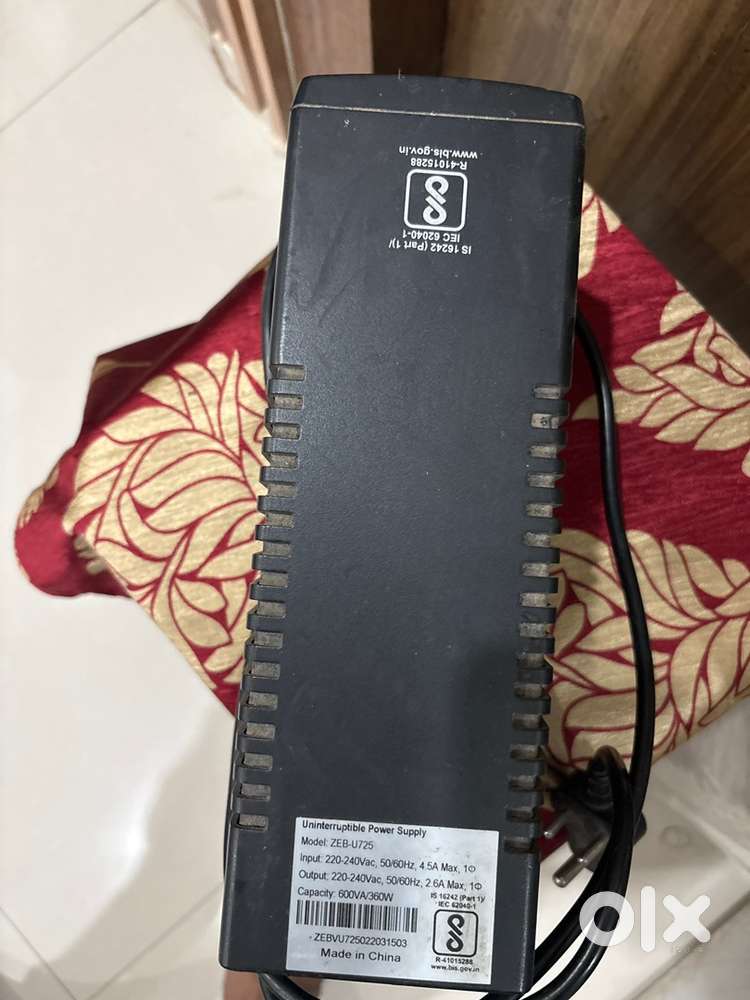 www.bis.gov.in
R-41015288
IS 16242 (Part 1)/
IEC 62040-1
Uninterruptible Power Supply
Model: ZEB-U725
Input: 220-240Vac, 50/60Hz, 4.5A Max, 1Φ
Output: 220-240Vac, 50/60Hz, 2.6A Max, 1Φ
Capacity: 600VA/360W
IS 16242 (Part 1)/
IEC 62040-1
ZEBVU725022031503
Made in China
R-41015288
www.bis.gov.in
olx